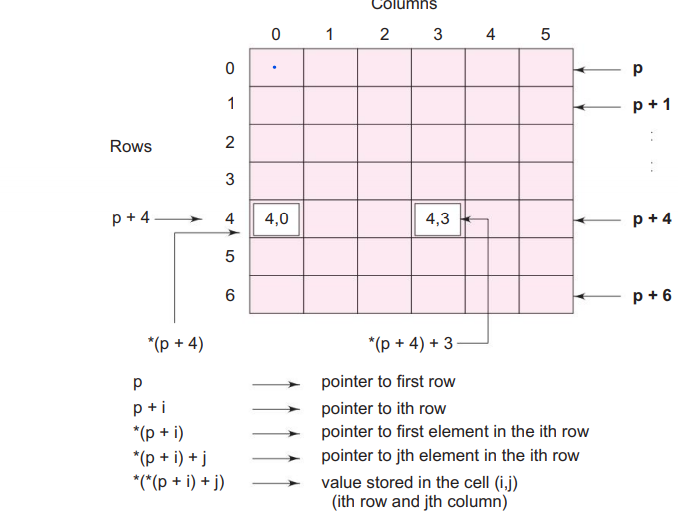 Columns
0 1 2 3 4 5
0 p
1 p + 1
Rows 2 :
3 :
p + 4 4 4,0 4,3 p + 4
5
6 p + 6
*(p + 4) *(p + 4) + 3
p pointer to first row
p + i pointer to ith row
*(p + i) pointer to first element in the ith row
*(p + i) + j pointer to jth element in the ith row
*(*(p + i) + j) value stored in the cell (i,j)
(ith row and jth column)